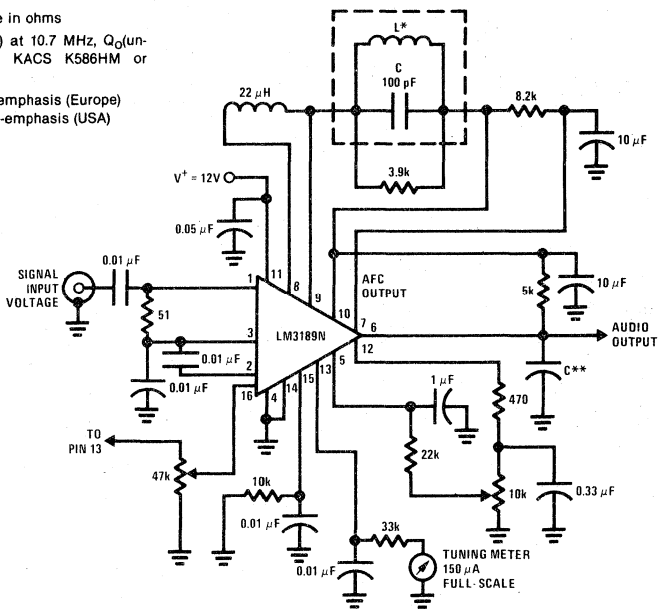 e in ohms
) at 10.7 MHz, Q₀(un-
KACS K586HM or
emphasis (Europe)
-emphasis (USA)
L*
C
100 pF
22 μH
8.2k
10 μF
3.9k
V⁺ = 12V
0.05 μF
0.01 μF
SIGNAL
INPUT
VOLTAGE
11
8
9
10
AFC
OUTPUT
5k
10 μF
1
51
3
LM3189N
7
6
AUDIO
OUTPUT
12
0.01 μF
2
0.01 μF
16
4
14
15
13
5
C**
1 μF
470
TO
PIN 13
47k
22k
10k
0.33 μF
10k
0.01 μF
33k
0.01 μF
TUNING METER
150 μA
FULL-SCALE